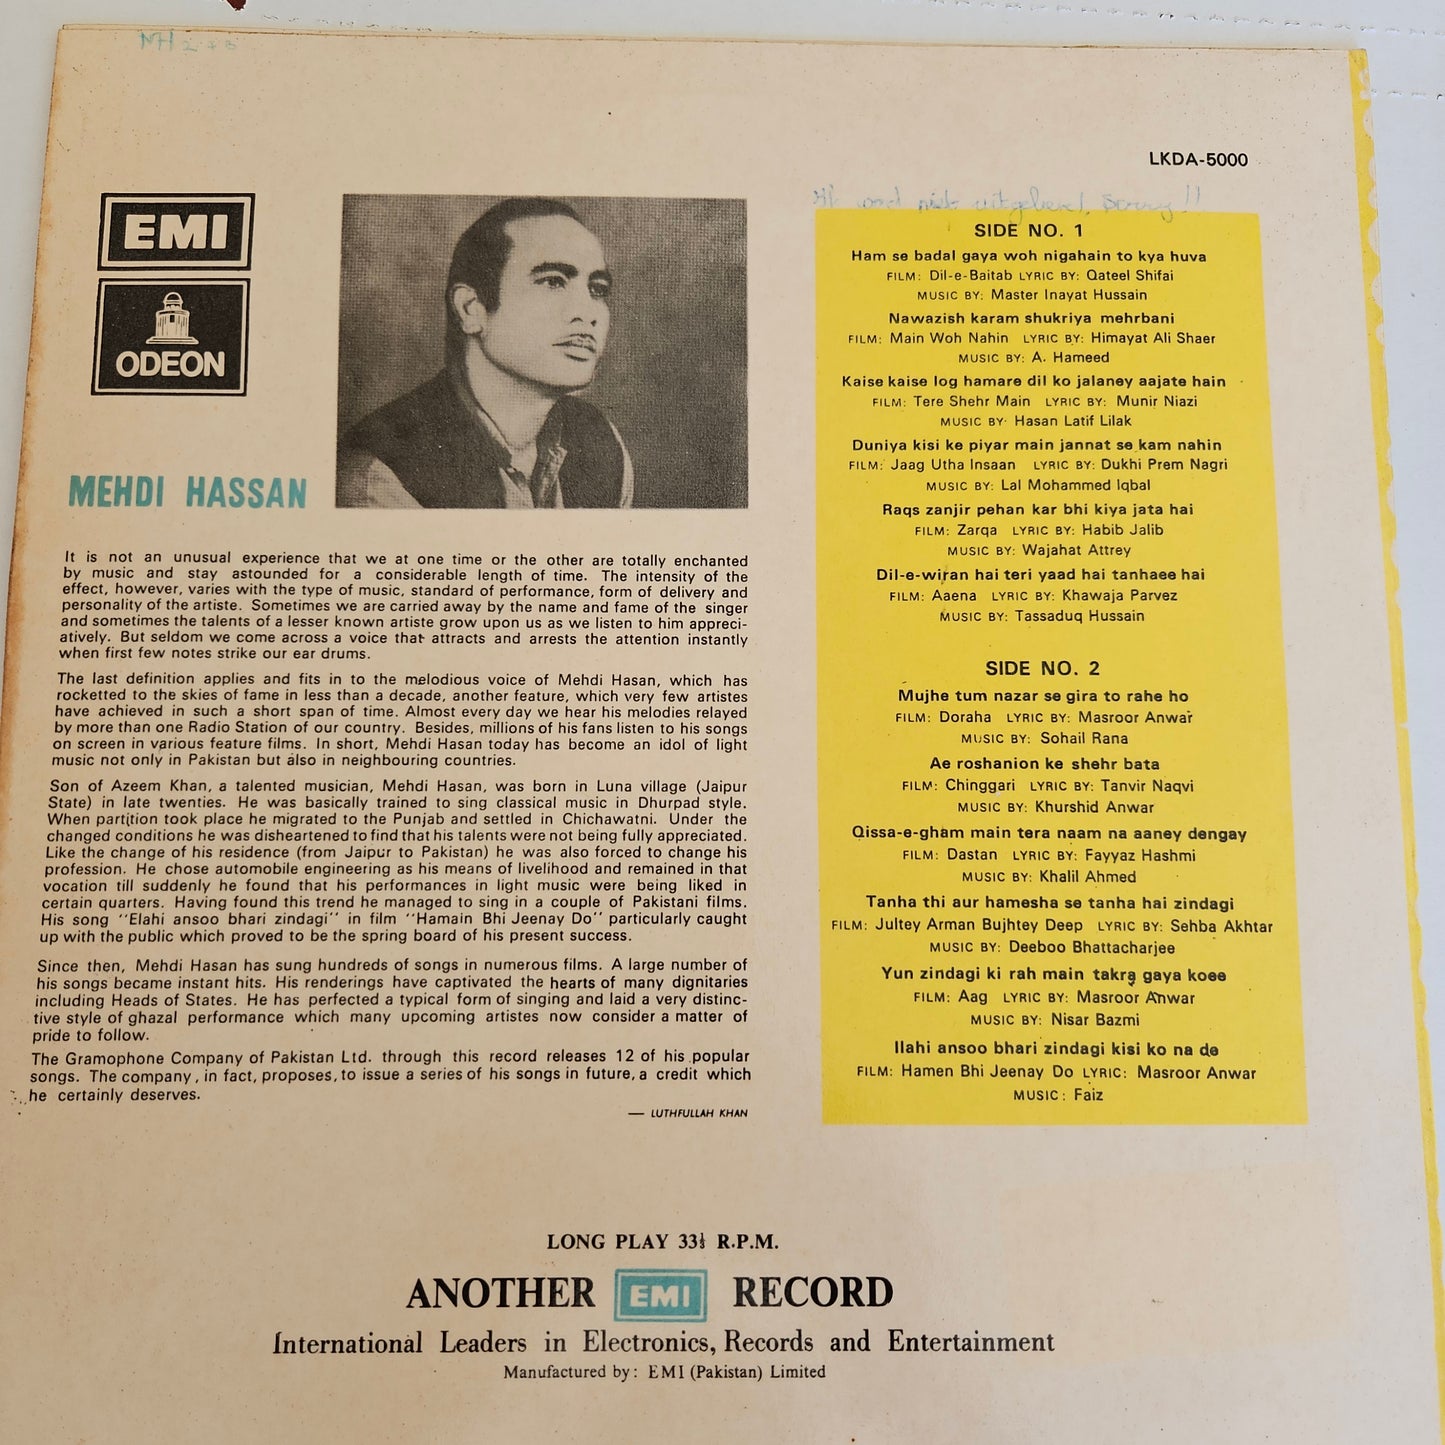 LKDA-5000
EMI
ODEON
MEHDI HASSAN
It is not an unusual experience that we at one time or the other are totally enchanted
by music and stay astounded for a considerable length of time. The intensity of the
effect, however, varies with the type of music, standard of performance, form of delivery and
personality of the artiste. Sometimes we are carried away by the name and fame of the singer
and sometimes the talents of a lesser known artiste grow upon us as we listen to him appreci-
atively. But seldom we come across a voice that attracts and arrests the attention instantly
when first few notes strike our ear drums.
The last definition applies and fits in to the melodious voice of Mehdi Hasan, which has
rocketted to the skies of fame in less than a decade, another feature, which very few artistes
have achieved in such a short span of time. Almost every day we hear his melodies relayed
by more than one Radio Station of our country. Besides, millions of his fans listen to his songs
on screen in various feature films. In short, Mehdi Hasan today has become an idol of light
music not only in Pakistan but also in neighbouring countries.
Son of Azeem Khan, a talented musician, Mehdi Hasan, was born in Luna village (Jaipur
State) in late twenties. He was basically trained to sing classical music in Dhurpad style.
When partition took place he migrated to the Punjab and settled in Chichawatni. Under the
changed conditions he was disheartened to find that his talents were not being fully appreciated.
Like the change of his residence (from Jaipur to Pakistan) he was also forced to change his
profession. He chose automobile engineering as his means of livelihood and remained in that
vocation till suddenly he found that his performances in light music were being liked in
certain quarters. Having found this trend he managed to sing in a couple of Pakistani films.
His song "Elahi ansoo bhari zindagi" in film "Hamain Bhi Jeenay Do" particularly caught
up with the public which proved to be the spring board of his present success.
Since then, Mehdi Hasan has sung hundreds of songs in numerous films. A large number of
his songs became instant hits. His renderings have captivated the hearts of many dignitaries
including Heads of States. He has perfected a typical form of singing and laid a very distinc-
tive style of ghazal performance which many upcoming artistes now consider a matter of
pride to follow.
The Gramophone Company of Pakistan Ltd. through this record releases 12 of his popular
songs. The company, in fact, proposes, to issue a series of his songs in future, a credit which
he certainly deserves.
— LUTHFULLAH KHAN
SIDE NO. 1
Ham se badal gaya woh nigahain to kya huva
FILM: Dil-e-Baitab LYRIC BY: Qateel Shifai
MUSIC BY: Master Inayat Hussain
Nawazish karam shukriya mehrbani
FILM: Main Woh Nahin LYRIC BY: Himayat Ali Shaer
MUSIC BY: A. Hameed
Kaise kaise log hamare dil ko jalaney aajate hain
FILM: Tere Shehr Main LYRIC BY: Munir Niazi
MUSIC BY: Hasan Latif Lilak
Duniya kisi ke piyar main jannat se kam nahin
FILM: Jaag Utha Insaan LYRIC BY: Dukhi Prem Nagri
MUSIC BY: Lal Mohammed Iqbal
Raqs zanjir pehan kar bhi kiya jata hai
FILM: Zarqa LYRIC BY: Habib Jalib
MUSIC BY: Wajahat Attrey
Dil-e-wiran hai teri yaad hai tanhaee hai
FILM: Aaena LYRIC BY: Khawaja Parvez
MUSIC BY: Tassaduq Hussain
SIDE NO. 2
Mujhe tum nazar se gira to rahe ho
FILM: Doraha LYRIC BY: Masroor Anwar
MUSIC BY: Sohail Rana
Ae roshanion ke shehr bata
FILM: Chinggari LYRIC BY: Tanvir Naqvi
MUSIC BY: Khurshid Anwar
Qissa-e-gham main tera naam na aaney dengay
FILM: Dastan LYRIC BY: Fayyaz Hashmi
MUSIC BY: Khalil Ahmed
Tanha thi aur hamesha se tanha hai zindagi
FILM: Jultey Arman Bujhtey Deep LYRIC BY: Sehba Akhtar
MUSIC BY: Deeboo Bhattacharjee
Yun zindagi ki rah main takra gaya koee
FILM: Aag LYRIC BY: Masroor Anwar
MUSIC BY: Nisar Bazmi
Ilahi ansoo bhari zindagi kisi ko na de
FILM: Hamen Bhi Jeenay Do LYRIC: Masroor Anwar
MUSIC: Faiz
LONG PLAY 33⅓ R.P.M.
ANOTHER EMI RECORD
International Leaders in Electronics, Records and Entertainment
Manufactured by: EMI (Pakistan) Limited